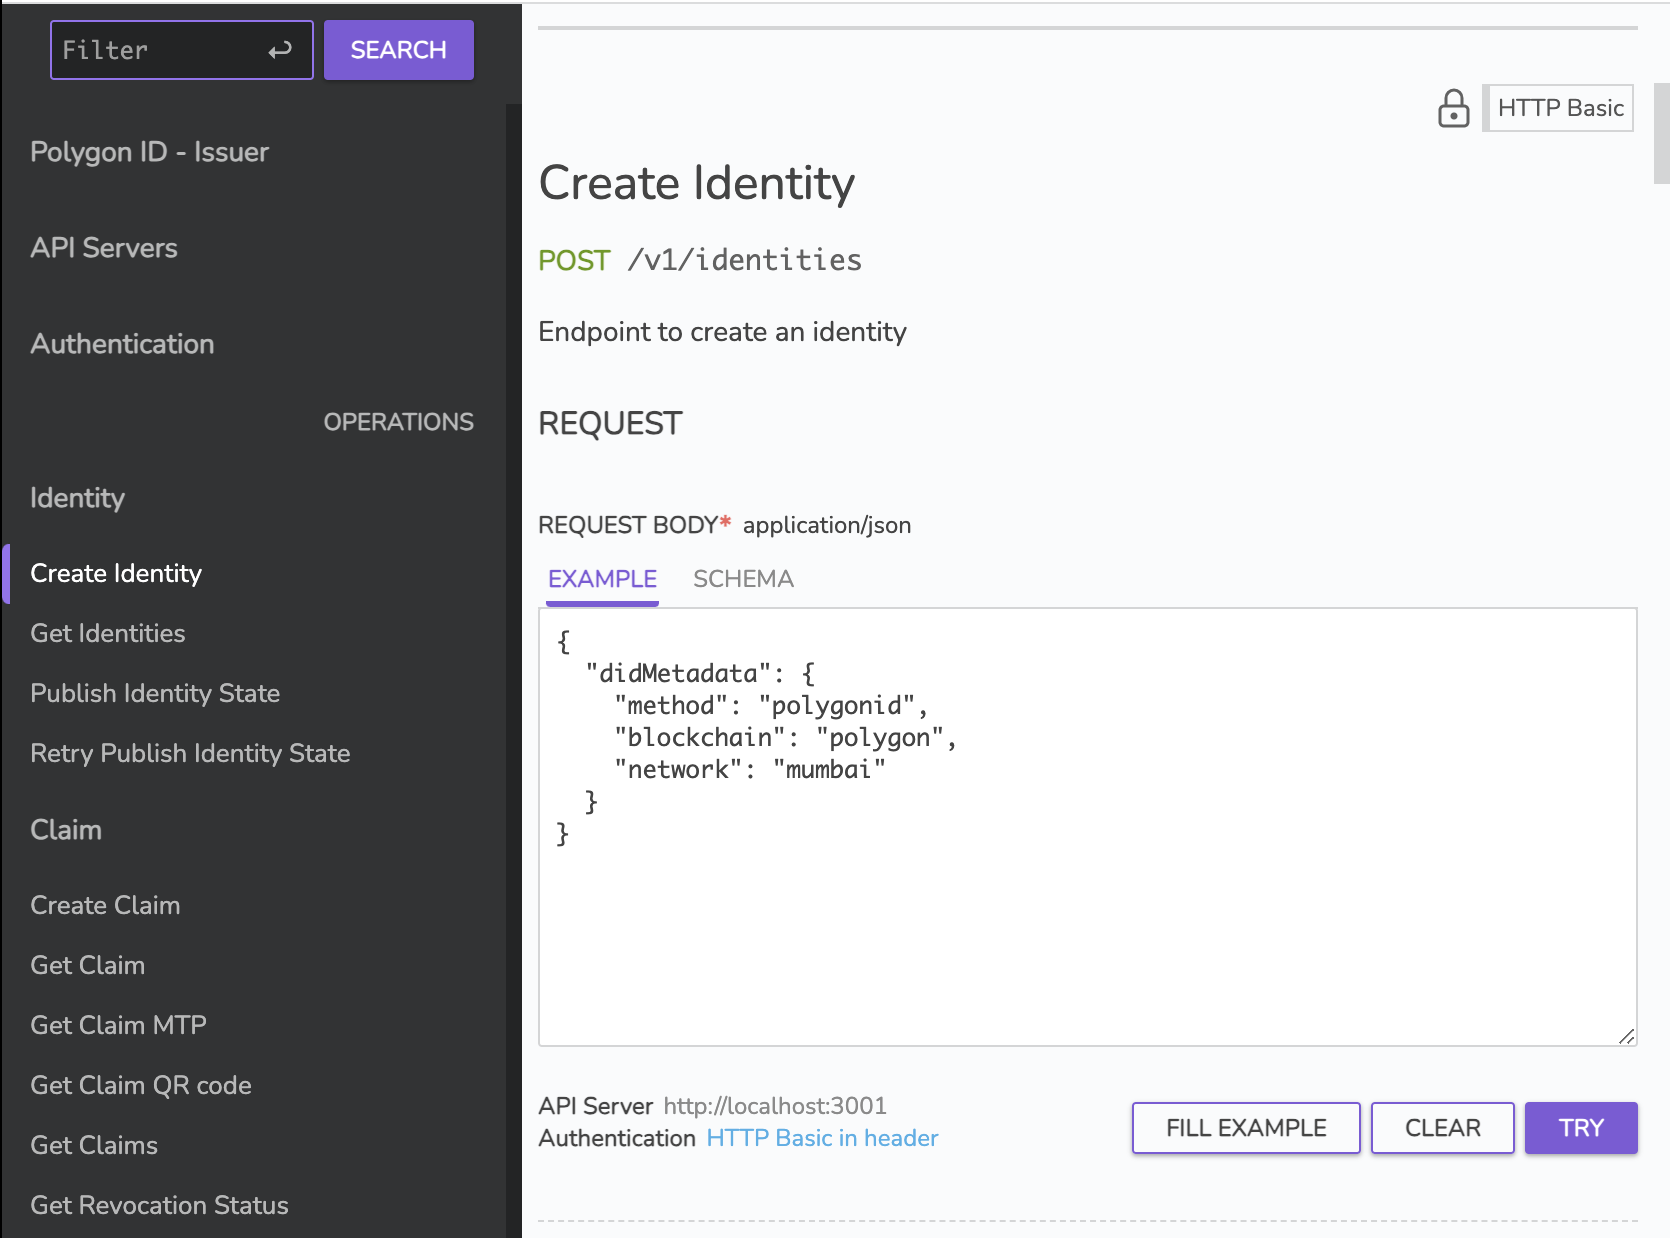 Filter
SEARCH
Polygon ID - Issuer
API Servers
Authentication
OPERATIONS
Identity
Create Identity
Get Identities
Publish Identity State
Retry Publish Identity State
Claim
Create Claim
Get Claim
Get Claim MTP
Get Claim QR code
Get Claims
Get Revocation Status
HTTP Basic
Create Identity
POST /v1/identities
Endpoint to create an identity
REQUEST
REQUEST BODY* application/json
EXAMPLE SCHEMA
{
  "didMetadata": {
    "method": "polygonid",
    "blockchain": "polygon",
    "network": "mumbai"
  }
}
API Server http://localhost:3001
Authentication HTTP Basic in header
FILL EXAMPLE
CLEAR
TRY